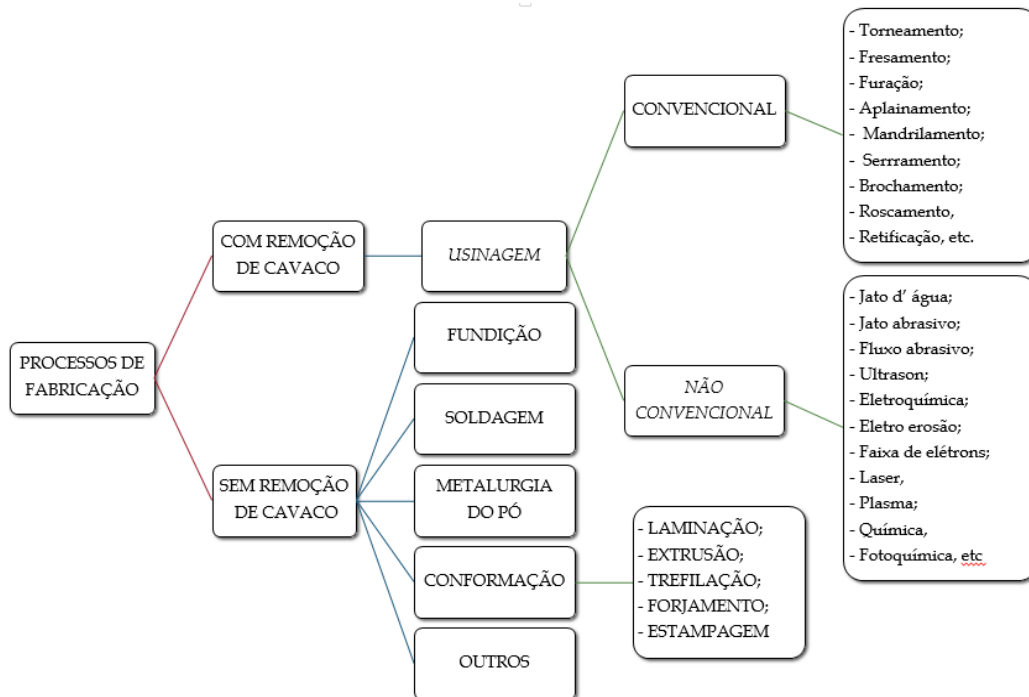 PROCESSOS DE
FABRICAÇÃO
COM REMOÇÃO
DE CAVACO
USINAGEM
CONVENCIONAL
- Torneamento;
- Fresamento;
- Furação;
- Aplainamento;
- Mandrilamento;
- Serrramento;
- Brochamento;
- Roscamento,
- Retificação, etc.
NÃO
CONVENCIONAL
- Jato d’ água;
- Jato abrasivo;
- Fluxo abrasivo;
- Ultrason;
- Eletroquímica;
- Eletro erosão;
- Faixa de elétrons;
- Laser,
- Plasma;
- Química,
- Fotoquímica, etc
SEM REMOÇÃO
DE CAVACO
FUNDIÇÃO
SOLDAGEM
METALURGIA
DO PÓ
CONFORMAÇÃO
- LAMINAÇÃO;
- EXTRUSÃO;
- TREFILAÇÃO;
- FORJAMENTO;
- ESTAMPAGEM
OUTROS